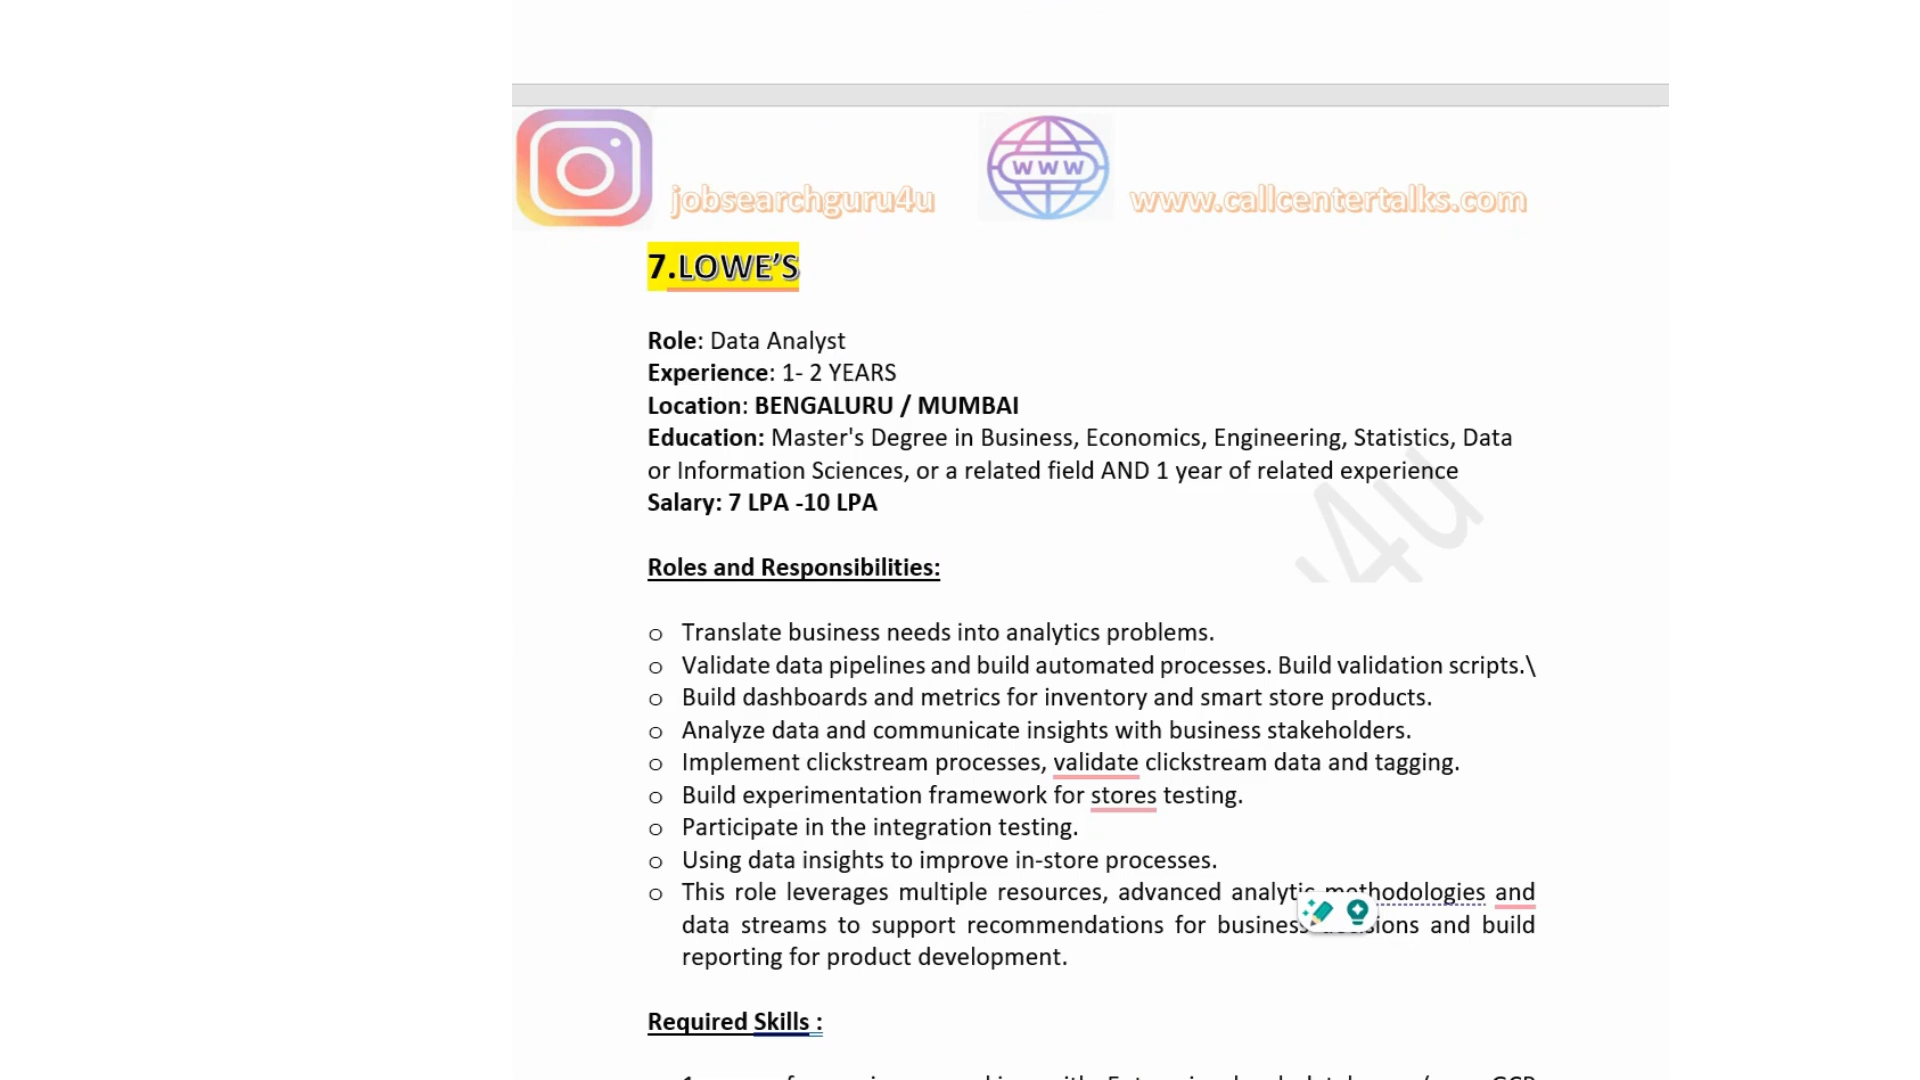 jobsearchguru4u
WWW
www.callcentertalks.com
7.LOWE’S
Role: Data Analyst
Experience: 1- 2 YEARS
Location: BENGALURU / MUMBAI
Education: Master's Degree in Business, Economics, Engineering, Statistics, Data
or Information Sciences, or a related field AND 1 year of related experience
Salary: 7 LPA -10 LPA
4u
Roles and Responsibilities:
o Translate business needs into analytics problems.
o Validate data pipelines and build automated processes. Build validation scripts.\
o Build dashboards and metrics for inventory and smart store products.
o Analyze data and communicate insights with business stakeholders.
o Implement clickstream processes, validate clickstream data and tagging.
o Build experimentation framework for stores testing.
o Participate in the integration testing.
o Using data insights to improve in-store processes.
o This role leverages multiple resources, advanced analytic methodologies and
data streams to support recommendations for business decisions and build
reporting for product development.
Required Skills :